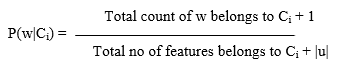 Total count of w belongs to Ci + 1
P(w|Ci) =
Total no of features belongs to Ci + |u|